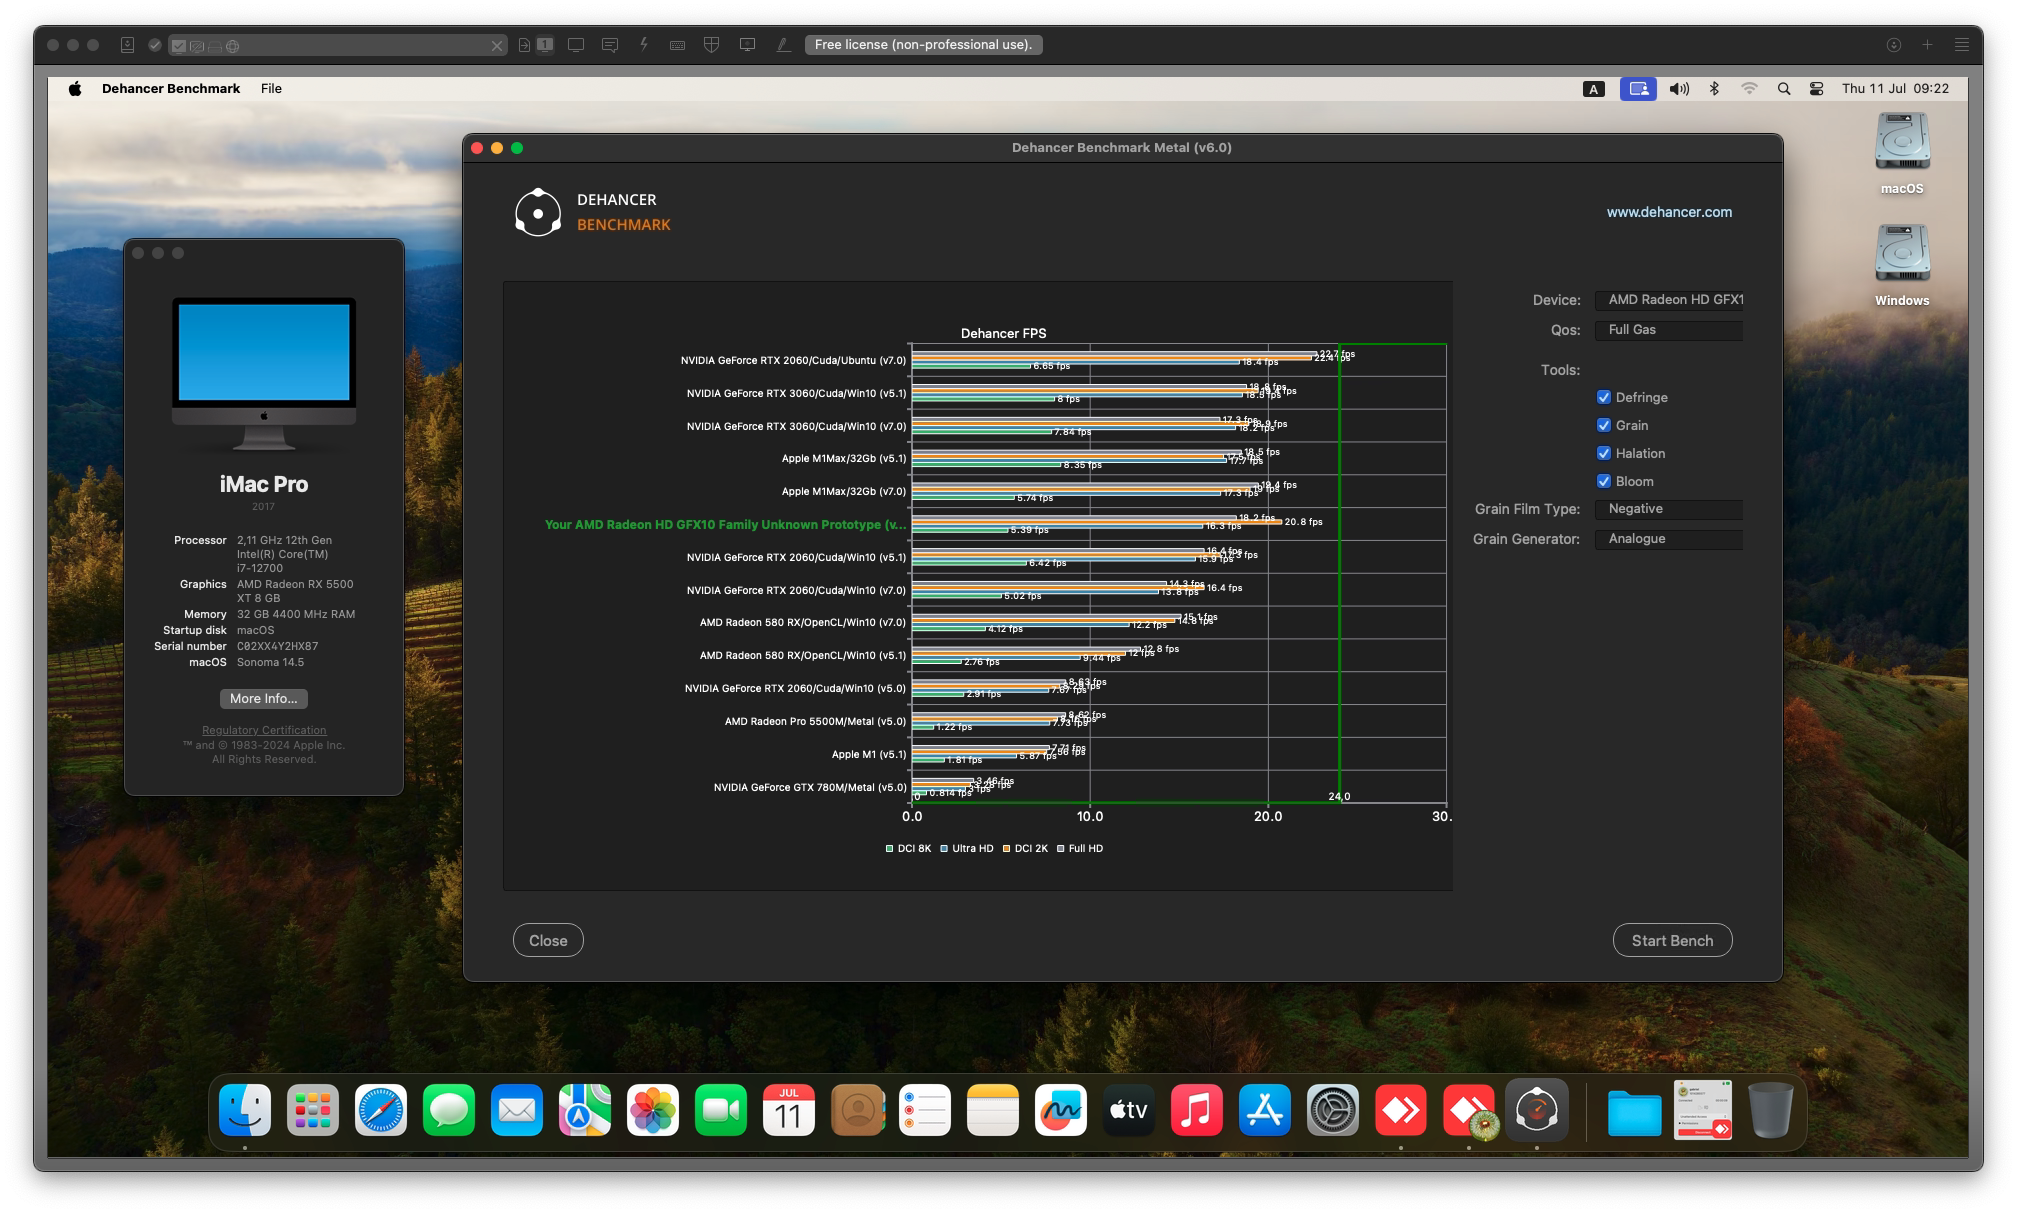 1
Free license (non-professional use).
Dehancer Benchmark File
A
Thu 11 Jul 09:22
macOS
Windows
iMac Pro
2017
Processor 2,11 GHz 12th Gen
Intel(R) Core(TM)
i7-12700
Graphics AMD Radeon RX 5500
XT 8 GB
Memory 32 GB 4400 MHz RAM
Startup disk macOS
Serial number C02XX4Y2HX87
macOS Sonoma 14.5
More Info...
Regulatory Certification
™ and © 1983-2024 Apple Inc.
All Rights Reserved.
Dehancer Benchmark Metal (v6.0)
DEHANCER
BENCHMARK
www.dehancer.com
Dehancer FPS
NVIDIA GeForce RTX 2060/Cuda/Ubuntu (v7.0)
22.7 fps
22.4 fps
18.4 fps
6.65 fps
NVIDIA GeForce RTX 3060/Cuda/Win10 (v5.1)
18.8 fps
18.5 fps
8 fps
NVIDIA GeForce RTX 3060/Cuda/Win10 (v7.0)
17.3 fps
18.2 fps
7.84 fps
Apple M1Max/32Gb (v5.1)
18.5 fps
17.7 fps
8.35 fps
Apple M1Max/32Gb (v7.0)
19.4 fps
19 fps
17.3 fps
5.74 fps
Your AMD Radeon HD GFX10 Family Unknown Prototype (v...
18.2 fps
20.8 fps
16.3 fps
5.39 fps
NVIDIA GeForce RTX 2060/Cuda/Win10 (v5.1)
16.4 fps
15.9 fps
6.42 fps
NVIDIA GeForce RTX 2060/Cuda/Win10 (v7.0)
14.3 fps
16.4 fps
13.8 fps
5.02 fps
AMD Radeon 580 RX/OpenCL/Win10 (v7.0)
15.1 fps
14.8 fps
12.2 fps
4.12 fps
AMD Radeon 580 RX/OpenCL/Win10 (v5.1)
12.8 fps
12 fps
9.44 fps
2.76 fps
NVIDIA GeForce RTX 2060/Cuda/Win10 (v5.0)
8.63 fps
7.67 fps
2.91 fps
AMD Radeon Pro 5500M/Metal (v5.0)
8.62 fps
7.73 fps
1.22 fps
Apple M1 (v5.1)
7.71 fps
7.56 fps
5.87 fps
1.81 fps
NVIDIA GeForce GTX 780M/Metal (v5.0)
3.46 fps
3.28 fps
3 fps
0.814 fps
0
24.0
0.0 10.0 20.0 30.
DCI 8K Ultra HD DCI 2K Full HD
Device: AMD Radeon HD GFX1
Qos: Full Gas
Tools:
Defringe
Grain
Halation
Bloom
Grain Film Type: Negative
Grain Generator: Analogue
Close
Start Bench
JUL
11
tv